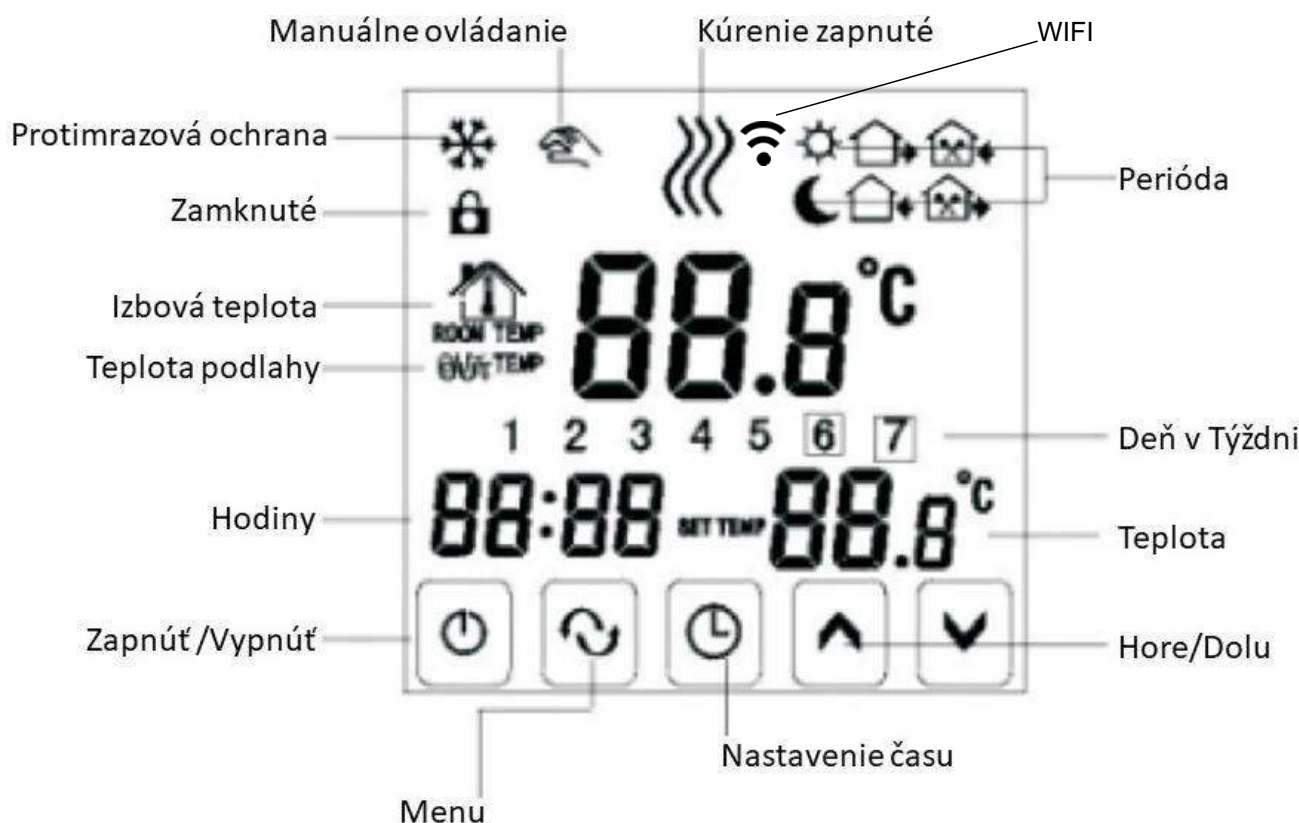 Manuálne ovládanie Kúrenie zapnuté WIFI
Protimrazová ochrana
Zamknuté
Perióda
Izbová teplota
ROOM TEMP
Teplota podlahy
OUT TEMP
88.8 °C
1 2 3 4 5 6 7
Deň v Týždni
Hodiny
88:88 SET TEMP 88.8 °C
Teplota
Zapnúť /Vypnúť
Hore/Dolu
Nastavenie času
Menu